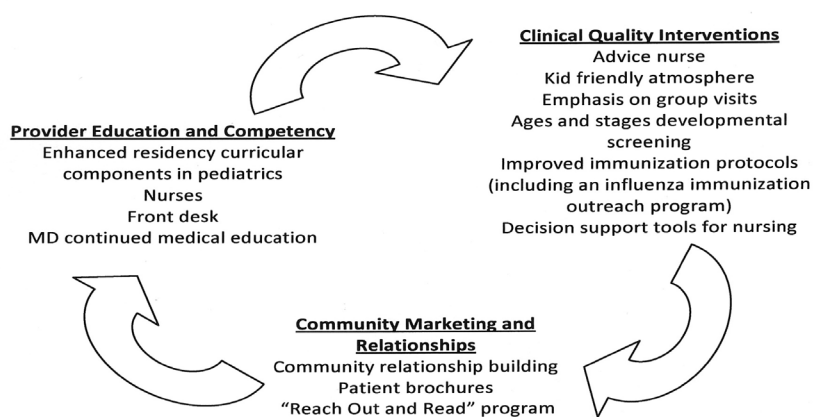 Clinical Quality Interventions
Advice nurse
Kid friendly atmosphere
Emphasis on group visits
Ages and stages developmental
screening
Improved immunization protocols
(including an influenza immunization
outreach program)
Decision support tools for nursing
Provider Education and Competency
Enhanced residency curricular
components in pediatrics
Nurses
Front desk
MD continued medical education
Community Marketing and
Relationships
Community relationship building
Patient brochures
“Reach Out and Read” program